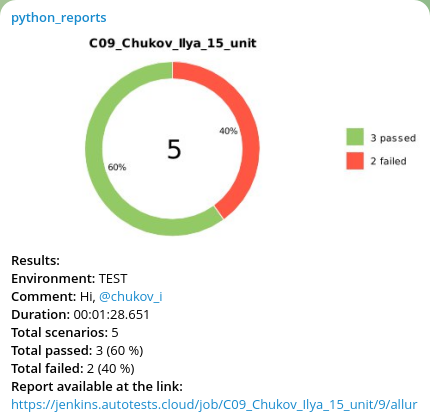 python_reports
C09_Chukov_Ilya_15_unit
40%
3 passed
5
2 failed
60%
Results:
Environment: TEST
Comment: Hi, @chukov_i
Duration: 00:01:28.651
Total scenarios: 5
Total passed: 3 (60 %)
Total failed: 2 (40 %)
Report available at the link:
https://jenkins.autotests.cloud/job/C09_Chukov_Ilya_15_unit/9/allur